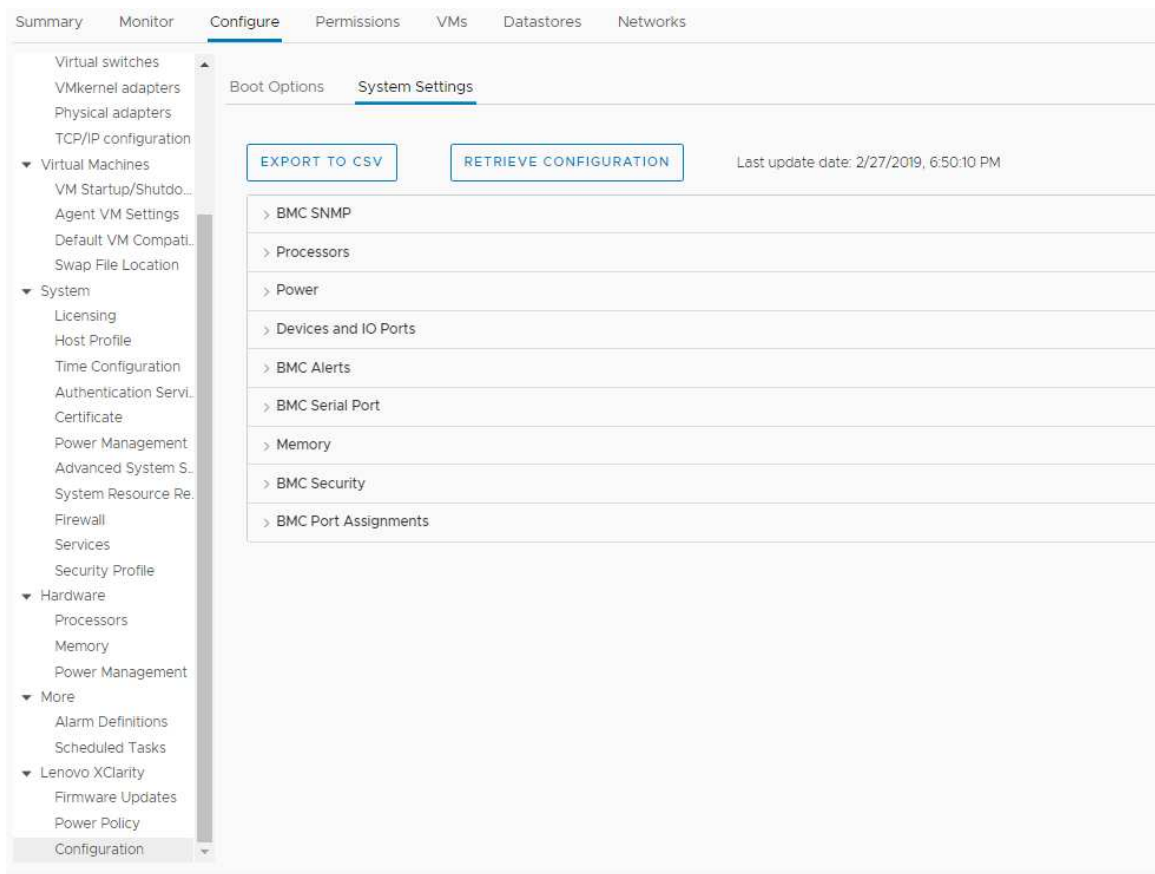 Summary Monitor Configure Permissions VMs Datastores Networks
Virtual switches
VMkernel adapters
Physical adapters
TCP/IP configuration
Virtual Machines
VM Startup/Shutdo...
Agent VM Settings
Default VM Compati..
Swap File Location
System
Licensing
Host Profile
Time Configuration
Authentication Servi..
Certificate
Power Management
Advanced System S..
System Resource Re.
Firewall
Services
Security Profile
Hardware
Processors
Memory
Power Management
More
Alarm Definitions
Scheduled Tasks
Lenovo XClarity
Firmware Updates
Power Policy
Configuration
Boot Options System Settings
EXPORT TO CSV RETRIEVE CONFIGURATION Last update date: 2/27/2019, 6:50:10 PM
BMC SNMP
Processors
Power
Devices and IO Ports
BMC Alerts
BMC Serial Port
Memory
BMC Security
BMC Port Assignments